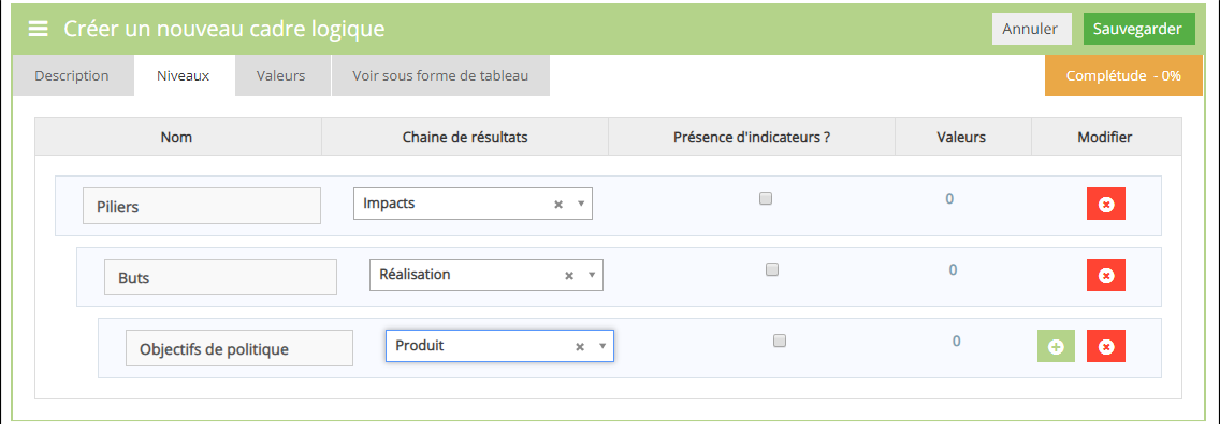 Créer un nouveau cadre logique
Annuler
Sauvegarder
Description
Niveaux
Valeurs
Voir sous forme de tableau
Complétude - 0%
Nom
Chaine de résultats
Présence d'indicateurs ?
Valeurs
Modifier
Piliers
Impacts
0
Buts
Réalisation
0
Objectifs de politique
Produit
0